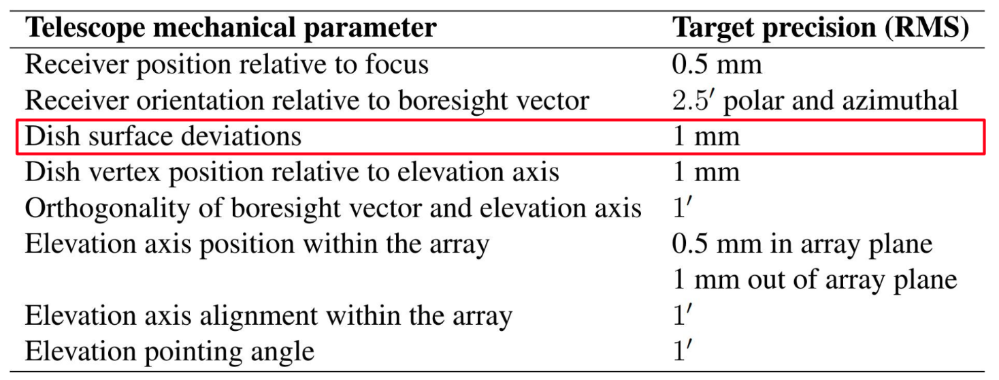 Telescope mechanical parameter Target precision (RMS)
Receiver position relative to focus 0.5 mm
Receiver orientation relative to boresight vector 2.5′ polar and azimuthal
Dish surface deviations 1 mm
Dish vertex position relative to elevation axis 1 mm
Orthogonality of boresight vector and elevation axis 1′
Elevation axis position within the array 0.5 mm in array plane
1 mm out of array plane
Elevation axis alignment within the array 1′
Elevation pointing angle 1′